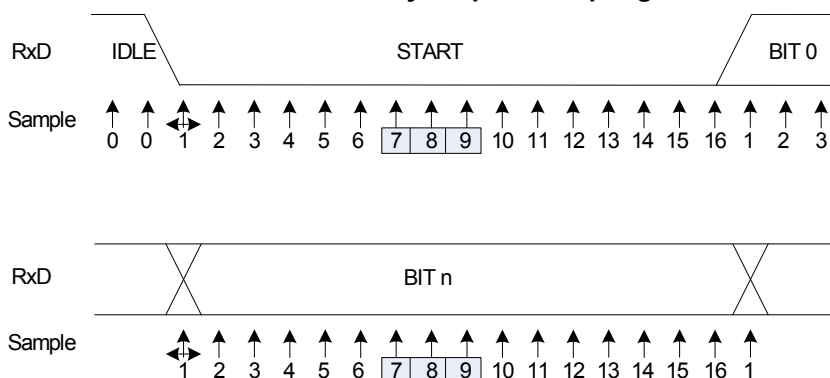 RxD IDLE START BIT 0
Sample
0 0 1 2 3 4 5 6 7 8 9 10 11 12 13 14 15 16 1 2 3
RxD BIT n
Sample
1 2 3 4 5 6 7 8 9 10 11 12 13 14 15 16 1